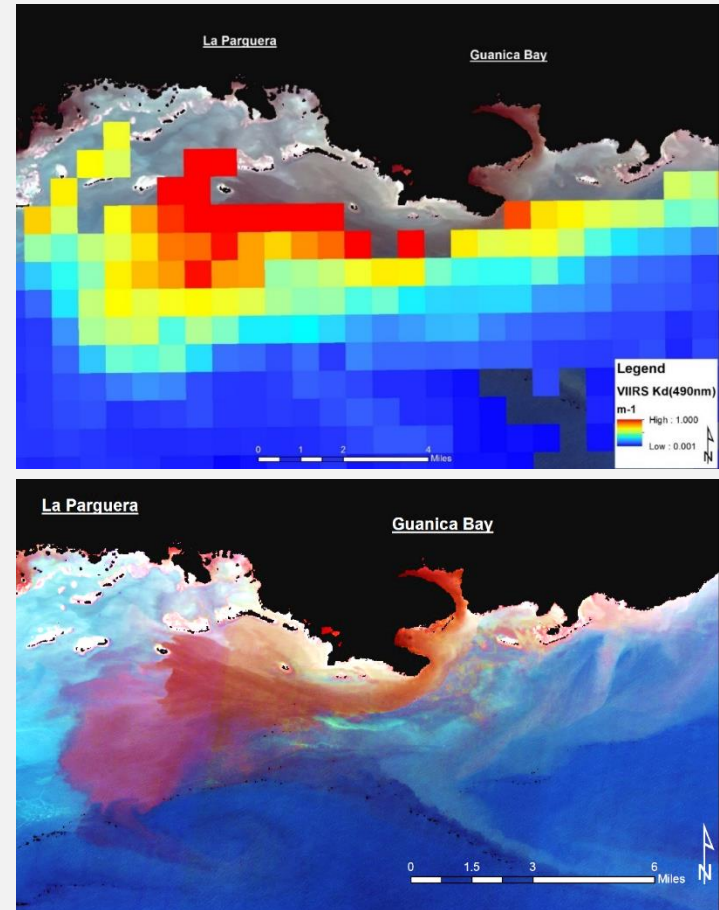 La Parguera
Guanica Bay
Legend
VIIRS Kd(490nm)
m-1
High : 1.000
Low : 0.001
N
0 1 2 4
Miles
La Parguera
Guanica Bay
0 1.5 3 6
Miles
N